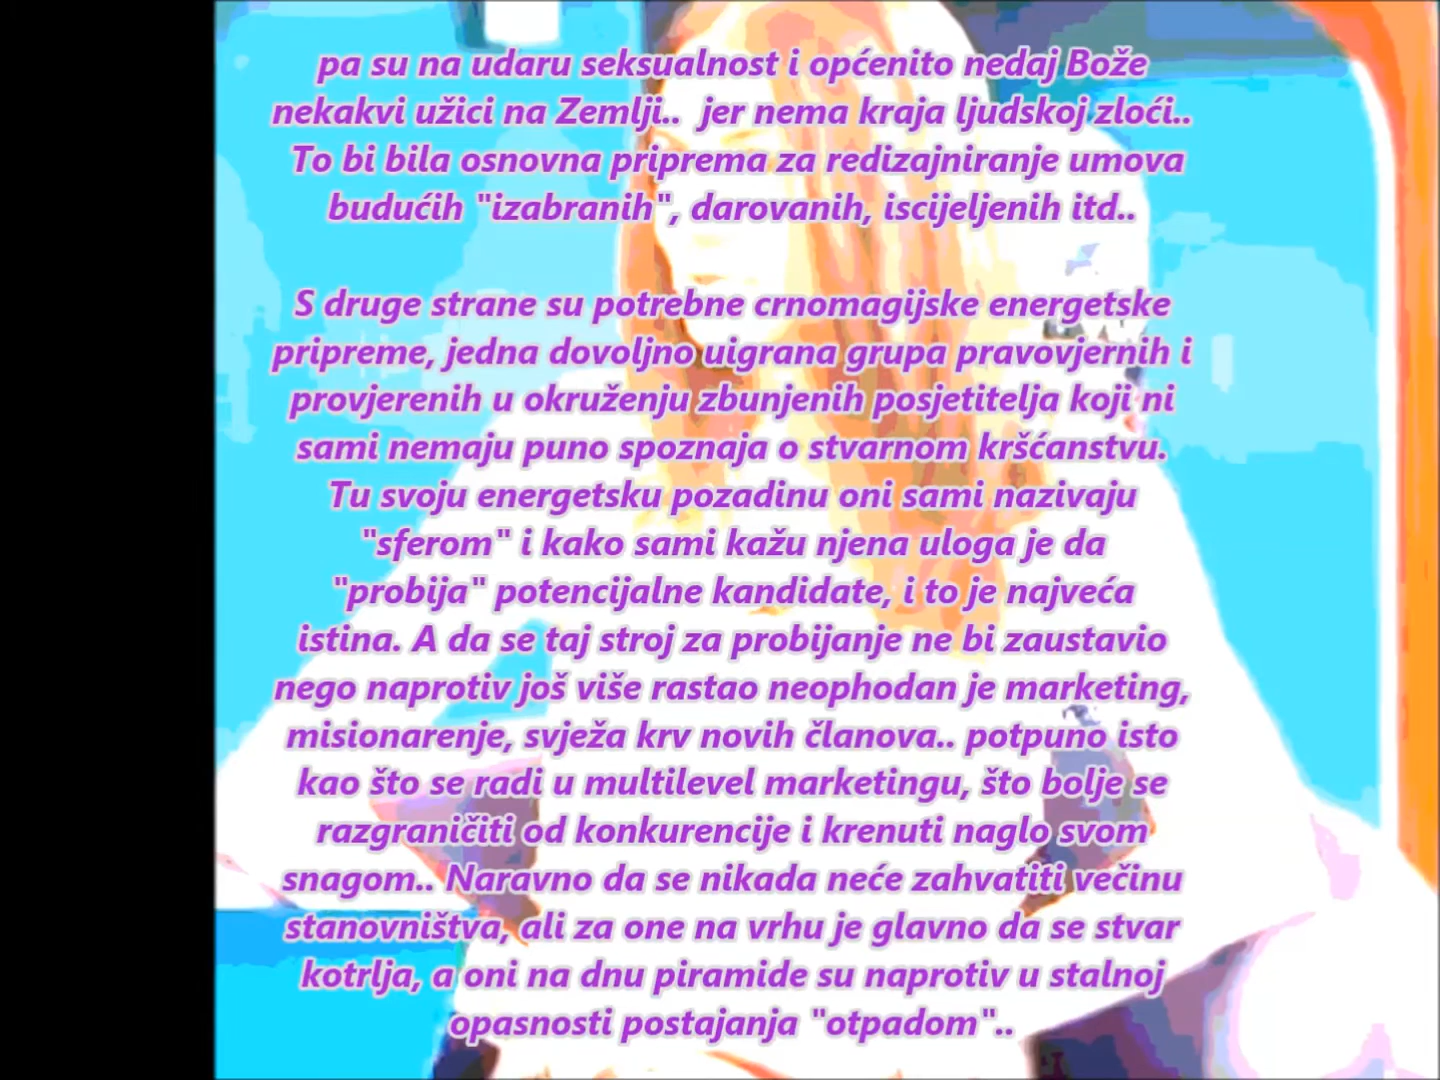 pa su na udaru seksualnost i općenito nedaj Bože
nekakvi užici na Zemlji.. jer nema kraja ljudskoj zloći..
To bi bila osnovna priprema za redizajniranje umova
budućih "izabranih", darovanih, iscijeljenih itd..
S druge strane su potrebne crnomagijske energetske
pripreme, jedna dovoljno uigrana grupa pravovjernih i
provjerenih u okruženju zbunjenih posjetitelja koji ni
sami nemaju puno spoznaja o stvarnom kršćanstvu.
Tu svoju energetsku pozadinu oni sami nazivaju
"sferom" i kako sami kažu njena uloga je da
"probija" potencijalne kandidate, i to je najveća
istina. A da se taj stroj za probijanje ne bi zaustavio
nego naprotiv još više rastao neophodan je marketing,
misionarenje, svježa krv novih članova.. potpuno isto
kao što se radi u multilevel marketingu, što bolje se
razgraničiti od konkurencije i krenuti naglo svom
snagom.. Naravno da se nikada neće zahvatiti večinu
stanovništva, ali za one na vrhu je glavno da se stvar
kotrlja, a oni na dnu piramide su naprotiv u stalnoj
opasnosti postajanja "otpadom"..